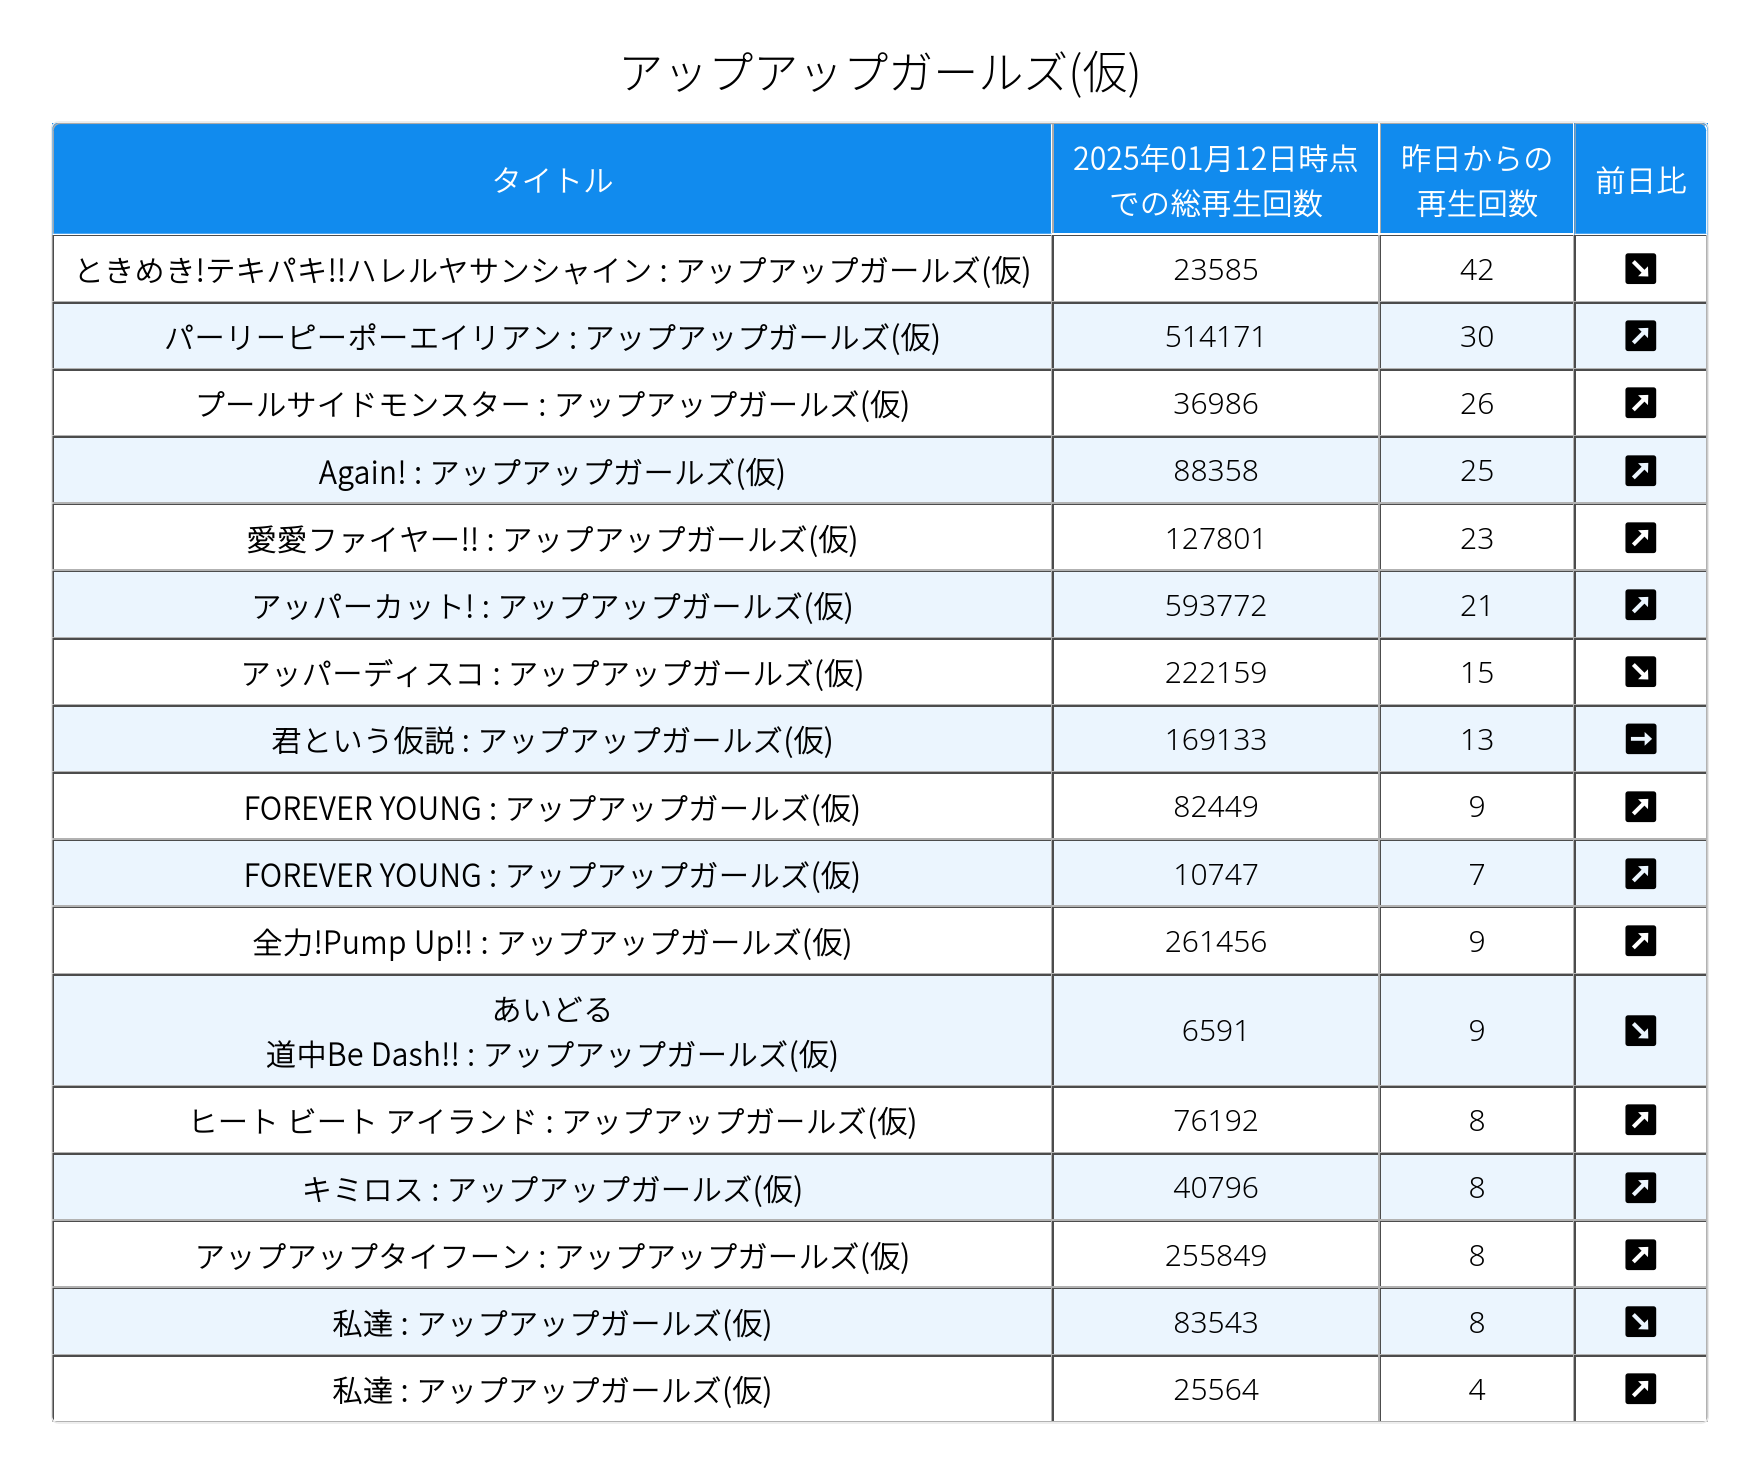 アップアップガールズ(仮)
タイトル
2025年01月12日時点
での総再生回数
昨日からの
再生回数
前日比
ときめき!テキパキ!!ハレルヤサンシャイン : アップアップガールズ(仮) 23585 42
パーリーピーポーエイリアン : アップアップガールズ(仮) 514171 30
プールサイドモンスター : アップアップガールズ(仮) 36986 26
Again! : アップアップガールズ(仮) 88358 25
愛愛ファイヤー!! : アップアップガールズ(仮) 127801 23
アッパーカット! : アップアップガールズ(仮) 593772 21
アッパーディスコ : アップアップガールズ(仮) 222159 15
君という仮説 : アップアップガールズ(仮) 169133 13
FOREVER YOUNG : アップアップガールズ(仮) 82449 9
FOREVER YOUNG : アップアップガールズ(仮) 10747 7
全力!Pump Up!! : アップアップガールズ(仮) 261456 9
あいどる
道中Be Dash!! : アップアップガールズ(仮) 6591 9
ヒート ビート アイランド : アップアップガールズ(仮) 76192 8
キミロス : アップアップガールズ(仮) 40796 8
アップアップタイフーン : アップアップガールズ(仮) 255849 8
私達 : アップアップガールズ(仮) 83543 8
私達 : アップアップガールズ(仮) 25564 4